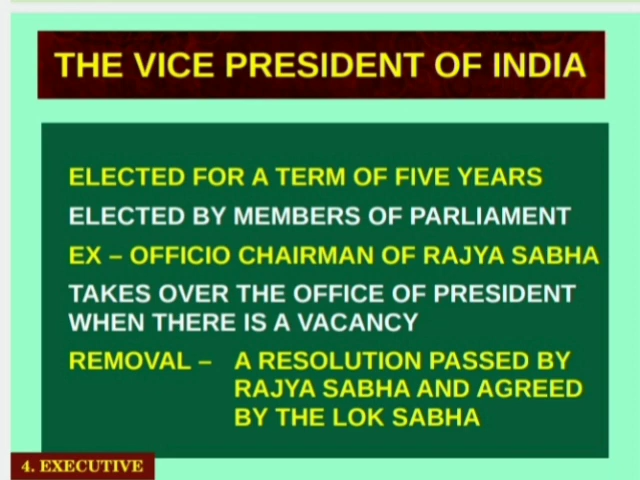 THE VICE PRESIDENT OF INDIA
ELECTED FOR A TERM OF FIVE YEARS
ELECTED BY MEMBERS OF PARLIAMENT
EX – OFFICIO CHAIRMAN OF RAJYA SABHA
TAKES OVER THE OFFICE OF PRESIDENT
WHEN THERE IS A VACANCY
REMOVAL – A RESOLUTION PASSED BY
RAJYA SABHA AND AGREED
BY THE LOK SABHA
4. EXECUTIVE